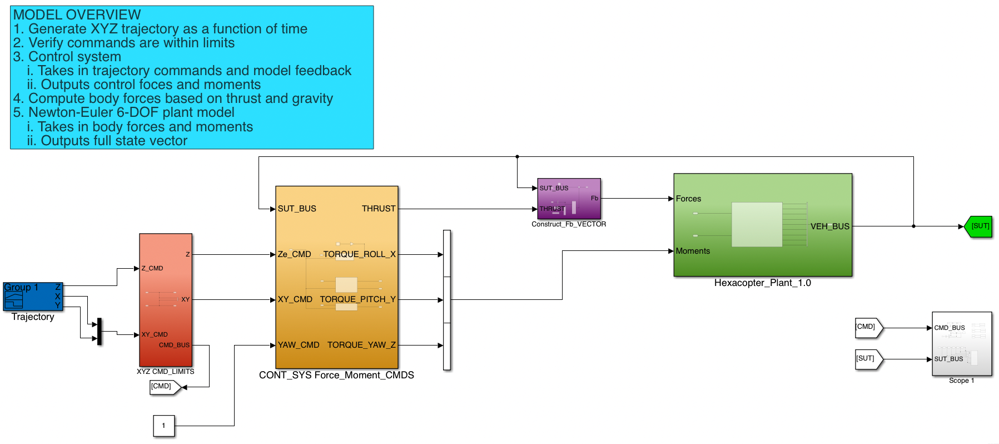 MODEL OVERVIEW
1. Generate XYZ trajectory as a function of time
2. Verify commands are within limits
3. Control system
i. Takes in trajectory commands and model feedback
ii. Outputs control foces and moments
4. Compute body forces based on thrust and gravity
5. Newton-Euler 6-DOF plant model
i. Takes in body forces and moments
ii. Outputs full state vector
Group 1
Z
X
Y
Trajectory
Z_CMD
XY_CMD
Z
XY
CMD_BUS
XYZ CMD_LIMITS
[CMD]
1
SUT_BUS
Ze_CMD
XY_CMD
YAW_CMD
THRUST
TORQUE_ROLL_X
TORQUE_PITCH_Y
TORQUE_YAW_Z
CONT_SYS Force_Moment_CMDS
SUT_BUS
THRUST
Fb
Construct_Fb_VECTOR
Forces
Moments
VEH_BUS
Hexacopter_Plant_1.0
[SUT]
[CMD]
[SUT]
CMD_BUS
SUT_BUS
Scope 1